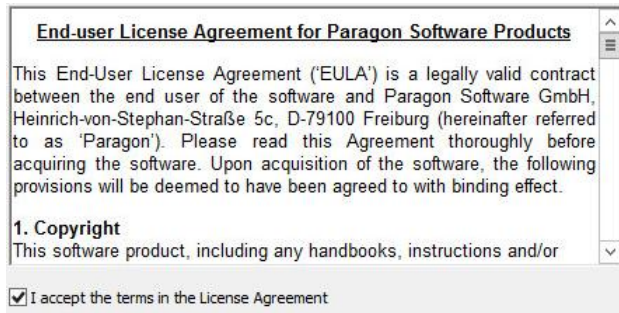 End-user License Agreement for Paragon Software Products
This End-User License Agreement (‘EULA’) is a legally valid contract
between the end user of the software and Paragon Software GmbH,
Heinrich-von-Stephan-Straße 5c, D-79100 Freiburg (hereinafter referred
to as ‘Paragon’). Please read this Agreement thoroughly before
acquiring the software. Upon acquisition of the software, the following
provisions will be deemed to have been agreed to with binding effect.
1. Copyright
This software product, including any handbooks, instructions and/or
I accept the terms in the License Agreement